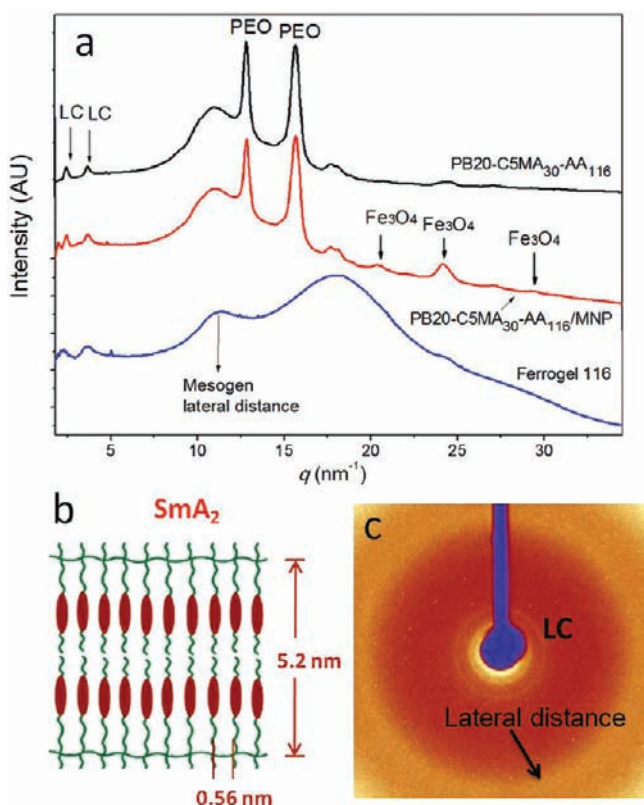 a
PEO
PEO
LC
LC
PB20-C5MA₃₀-AA₁₁₆
Fe₃O₄
Fe₃O₄
Fe₃O₄
PB20-C5MA₃₀-AA₁₁₆/MNP
Mesogen
lateral distance
Ferrogel 116
Intensity (AU)
5
10
15
20
25
30
q (nm⁻¹)
b
SmA₂
5.2 nm
0.56 nm
c
LC
Lateral distance